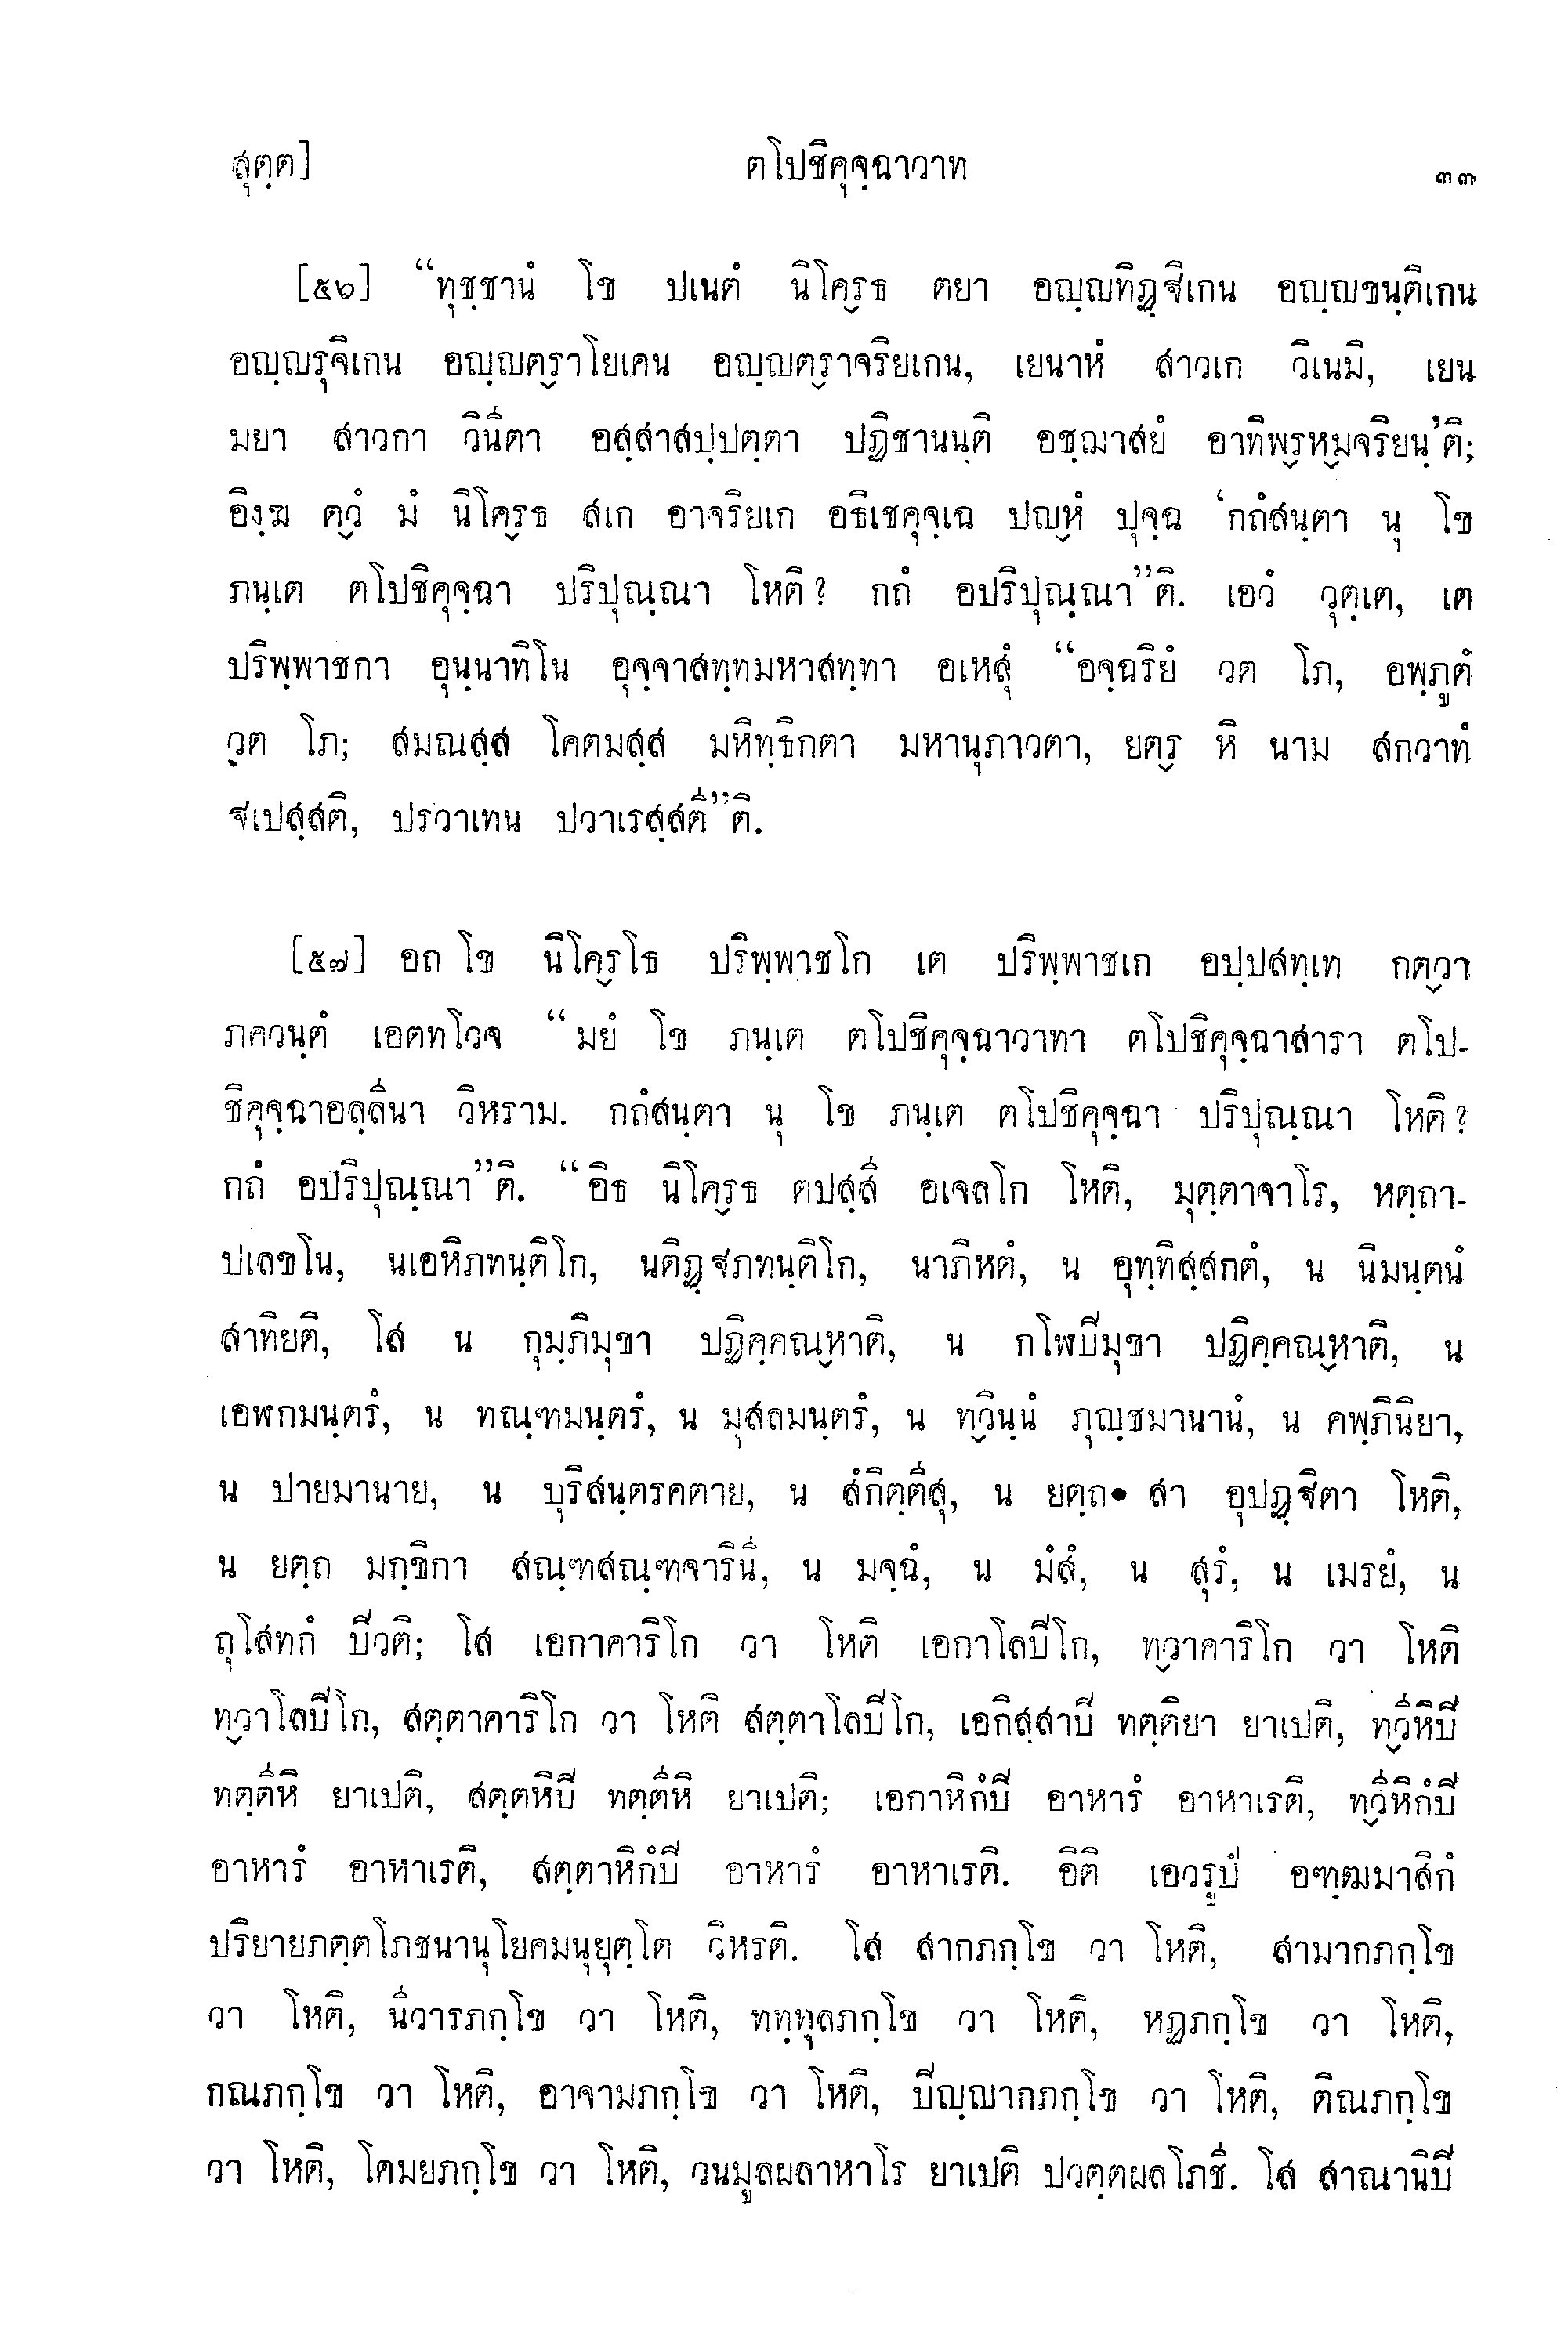 สุตฺต] ตโปชิคุจฺฉาวาท ๓๓
[๕๖] “ทุชฺชานํ โข ปเนตํ นิโคฺรธ ตยา อญฺญทิฏฺฐิเกน อญฺญขนฺติเกน
อญฺญรุจิเกน อญฺญตฺราโยเคน อญฺญตฺราจริยเกน, เยนาหํ สาวเก วิเนมิ, เยน
มยา สาวกา วินีตา อสฺสาสปฺปตฺตา ปฏิชานนฺติ อชฺฌาสยํ อาทิพฺรหฺมจริยนฺ’ติ;
อิงฺฆ ตฺวํ มํ นิโคฺรธ สเก อาจริยเก อธิเชคุจฺเฉ ปญฺหํ ปุจฺฉ ‘กถํสนฺตา นุ โข
ภนฺเต ตโปชิคุจฺฉา ปริปุณฺณา โหติ? กถํ อปริปุณฺณา”ติ. เอวํ วุตฺเต, เต
ปริพฺพาชกา อุนฺนาทิโน อุจฺจาสทฺทมหาสทฺทา อเหสุํ “อจฺฉริยํ วต โภ, อพฺภูตํ
วต โภ; สมณสฺส โคตมสฺส มหิทฺธิกตา มหานุภาวตา, ยตฺร หิ นาม สกวาทํ
ฐเปสฺสติ, ปรวาเทน ปวาเรสฺสตี”ติ.
[๕๗] อถ โข นิโคฺรโธ ปริพฺพาชโก เต ปริพฺพาชเก อปฺปสทฺเท กตฺวา
ภควนฺตํ เอตทโวจ “มยํ โข ภนฺเต ตโปชิคุจฺฉาวาทา ตโปชิคุจฺฉาสารา ตโป-
ชิคุจฺฉาอลฺลีนา วิหราม. กถํสนฺตา นุ โข ภนฺเต ตโปชิคุจฺฉา ปริปุณฺณา โหติ?
กถํ อปริปุณฺณา”ติ. “อิธ นิโคฺรธ ตปสฺสี อเจลโก โหติ, มุตฺตาจาโร, หตฺถา-
ปเลขโน, นเอหิภทนฺติโก, นติฏฺฐภทนฺติโก, นาภิหตํ, น อุทฺทิสฺสกตํ, น นิมนฺตนํ
สาทิยติ, โส น กุมฺภิมุขา ปฏิคฺคณฺหาติ, น กโฬปิมุขา ปฏิคฺคณฺหาติ, น
เอฬกมนฺตรํ, น ทณฺฑมนฺตรํ, น มุสลมนฺตรํ, น ทฺวินฺนํ ภุญฺชมานานํ, น คพฺภินิยา,
น ปายมานาย, น ปุริสนฺตรคตาย, น สํกิตฺตีสุ, น ยตฺถ• สา อุปฏฺฐิตา โหติ,
น ยตฺถ มกฺขิกา สณฺฑสณฺฑจารินี, น มจฺฉํ, น มํสํ, น สุรํ, น เมรยํ, น
ถุโสทกํ ปิวติ; โส เอกาคาริโก วา โหติ เอกาโลปิโก, ทฺวาคาริโก วา โหติ
ทฺวาโลปิโก, สตฺตาคาริโก วา โหติ สตฺตาโลปิโก, เอกิสฺสาปิ ทตฺติยา ยาเปติ, ทฺวีหิปิ
ทตฺตีหิ ยาเปติ, สตฺตหิปิ ทตฺตีหิ ยาเปติ; เอกาหิกํปิ อาหารํ อาหาเรติ, ทฺวีหิกํปิ
อาหารํ อาหาเรติ, สตฺตาหิกํปิ อาหารํ อาหาเรติ. อิติ เอวรูปํ อฑฺฒมาสิกํ
ปริยายภตฺตโภชนานุโยคมนุยุตฺโต วิหรติ. โส สากภกฺโข วา โหติ, สามากภกฺโข
วา โหติ, นีวารภกฺโข วา โหติ, ททฺทุลภกฺโข วา โหติ, หฏภกฺโข วา โหติ,
กณภกฺโข วา โหติ, อาจามภกฺโข วา โหติ, ปิญฺญากภกฺโข วา โหติ, ติณภกฺโข
วา โหติ, โคมยภกฺโข วา โหติ, วนมูลผลาหาโร ยาเปติ ปวตฺตผลโภชี. โส สาณานิปิ